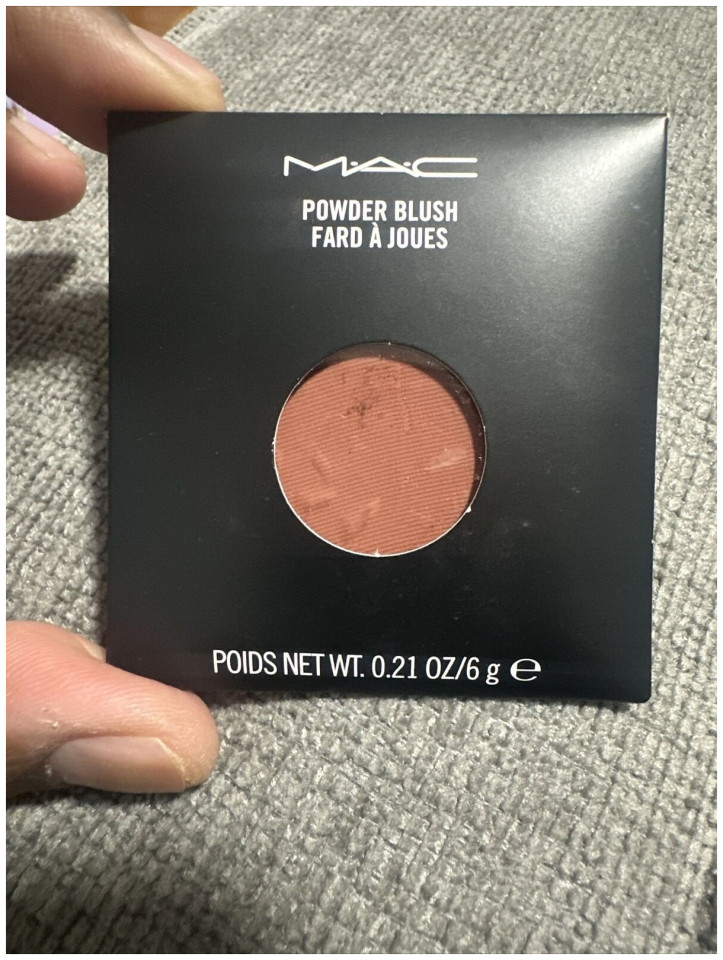 M·A·C
POWDER BLUSH
FARD À JOUES
POIDS NET WT. 0.21 OZ/6 g ℮